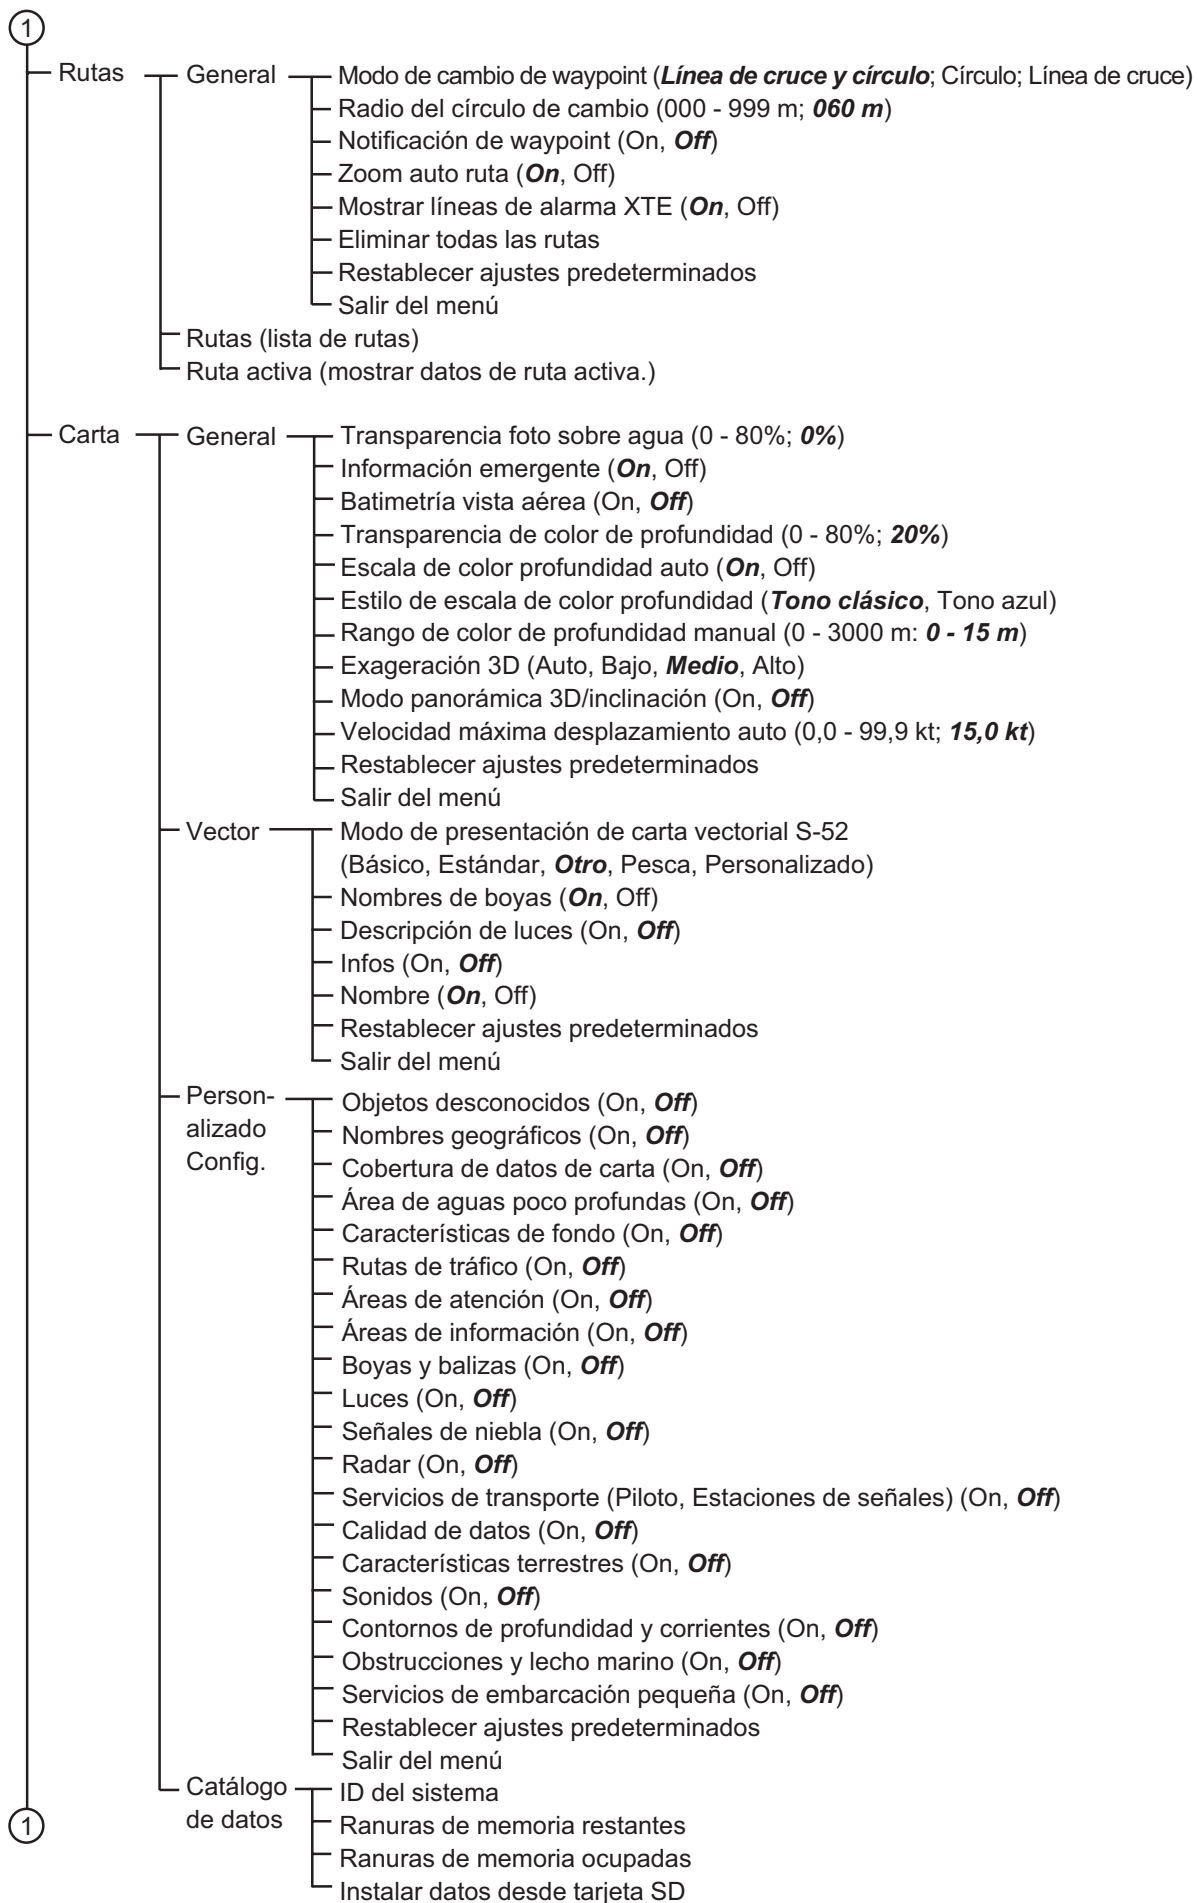 1
Rutas General Modo de cambio de waypoint (Línea de cruce y círculo; Círculo; Línea de cruce)
Radio del círculo de cambio (000 - 999 m; 060 m)
Notificación de waypoint (On, Off)
Zoom auto ruta (On, Off)
Mostrar líneas de alarma XTE (On, Off)
Eliminar todas las rutas
Restablecer ajustes predeterminados
Salir del menú
Rutas (lista de rutas)
Ruta activa (mostrar datos de ruta activa.)
Carta General Transparencia foto sobre agua (0 - 80%; 0%)
Información emergente (On, Off)
Batimetría vista aérea (On, Off)
Transparencia de color de profundidad (0 - 80%; 20%)
Escala de color profundidad auto (On, Off)
Estilo de escala de color profundidad (Tono clásico, Tono azul)
Rango de color de profundidad manual (0 - 3000 m: 0 - 15 m)
Exageración 3D (Auto, Bajo, Medio, Alto)
Modo panorámica 3D/inclinación (On, Off)
Velocidad máxima desplazamiento auto (0,0 - 99,9 kt; 15,0 kt)
Restablecer ajustes predeterminados
Salir del menú
Vector Modo de presentación de carta vectorial S-52
(Básico, Estándar, Otro, Pesca, Personalizado)
Nombres de boyas (On, Off)
Descripción de luces (On, Off)
Infos (On, Off)
Nombre (On, Off)
Restablecer ajustes predeterminados
Salir del menú
Person- Objetos desconocidos (On, Off)
alizado Nombres geográficos (On, Off)
Config. Cobertura de datos de carta (On, Off)
Área de aguas poco profundas (On, Off)
Características de fondo (On, Off)
Rutas de tráfico (On, Off)
Áreas de atención (On, Off)
Áreas de información (On, Off)
Boyas y balizas (On, Off)
Luces (On, Off)
Señales de niebla (On, Off)
Radar (On, Off)
Servicios de transporte (Piloto, Estaciones de señales) (On, Off)
Calidad de datos (On, Off)
Características terrestres (On, Off)
Sonidos (On, Off)
Contornos de profundidad y corrientes (On, Off)
Obstrucciones y lecho marino (On, Off)
Servicios de embarcación pequeña (On, Off)
Restablecer ajustes predeterminados
Salir del menú
Catálogo ID del sistema
1 de datos Ranuras de memoria restantes
Ranuras de memoria ocupadas
Instalar datos desde tarjeta SD